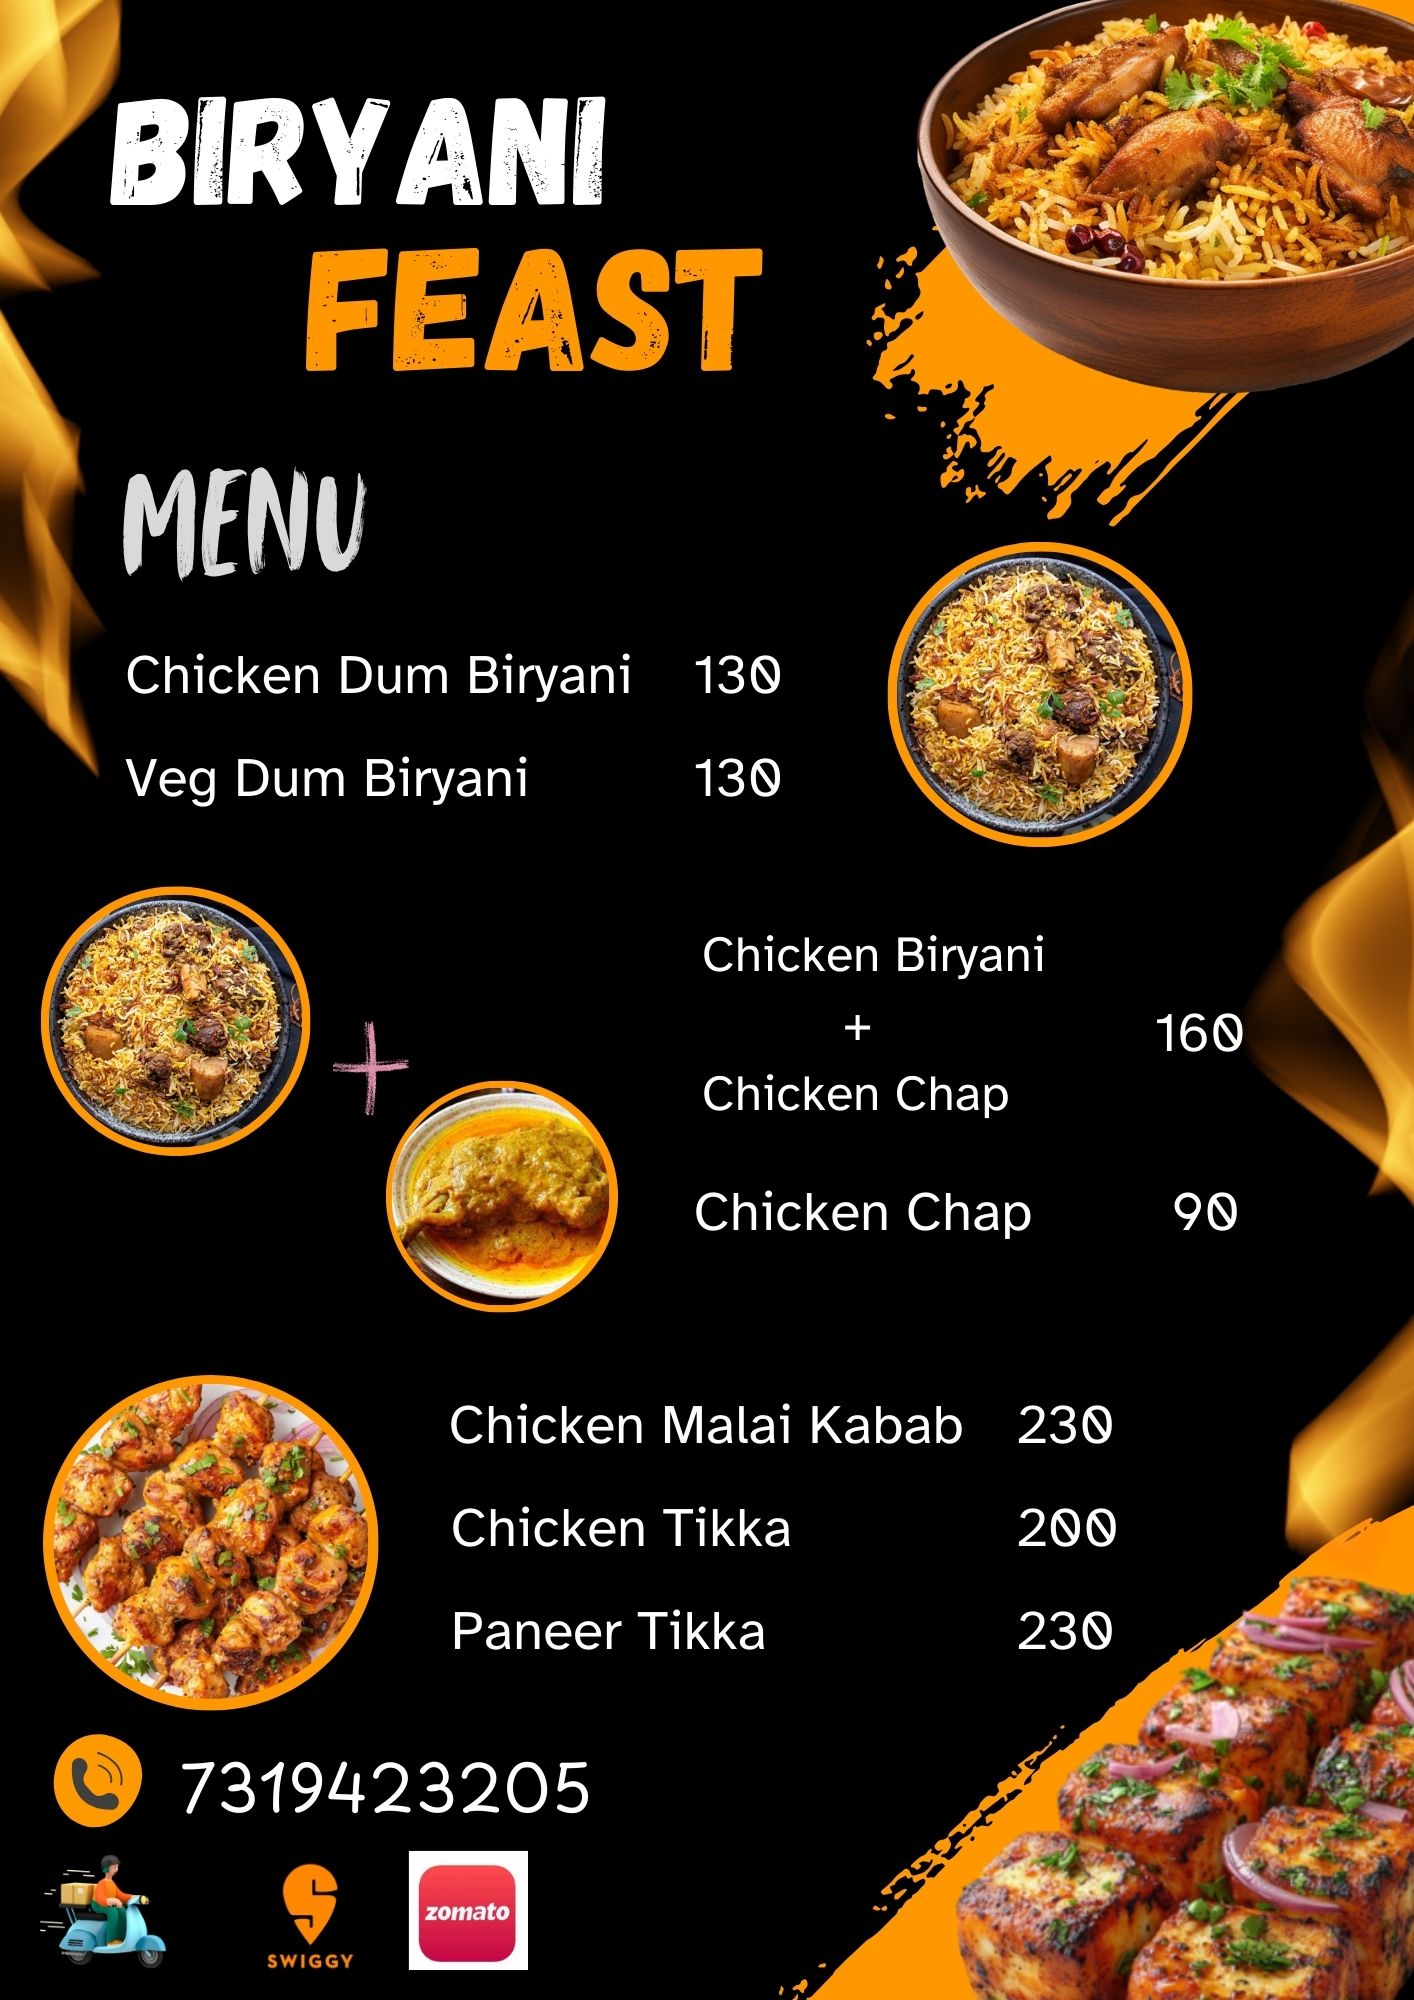 BIRYANI
FEAST
MENU
Chicken Dum Biryani 130
Veg Dum Biryani 130
Chicken Biryani
+ 160
Chicken Chap
Chicken Chap 90
Chicken Malai Kabab 230
Chicken Tikka 200
Paneer Tikka 230
7319423205
SWIGGY
zomato